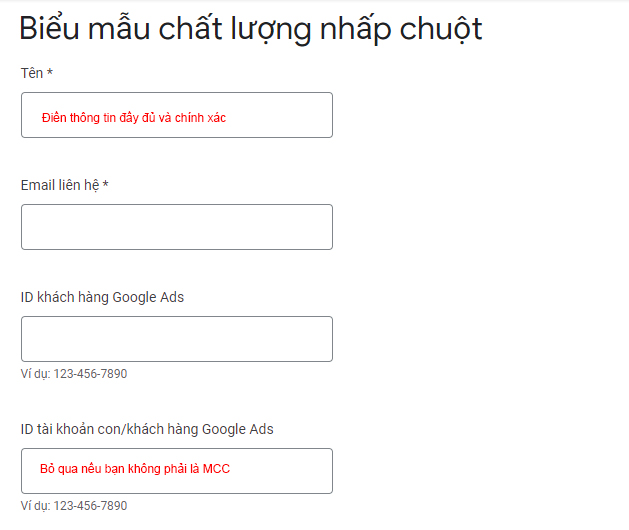 Biểu mẫu chất lượng nhấp chuột
Tên *
Điền thông tin đầy đủ và chính xác
Email liên hệ *
ID khách hàng Google Ads
Ví dụ: 123-456-7890
ID tài khoản con/khách hàng Google Ads
Bỏ qua nếu bạn không phải là MCC
Ví dụ: 123-456-7890